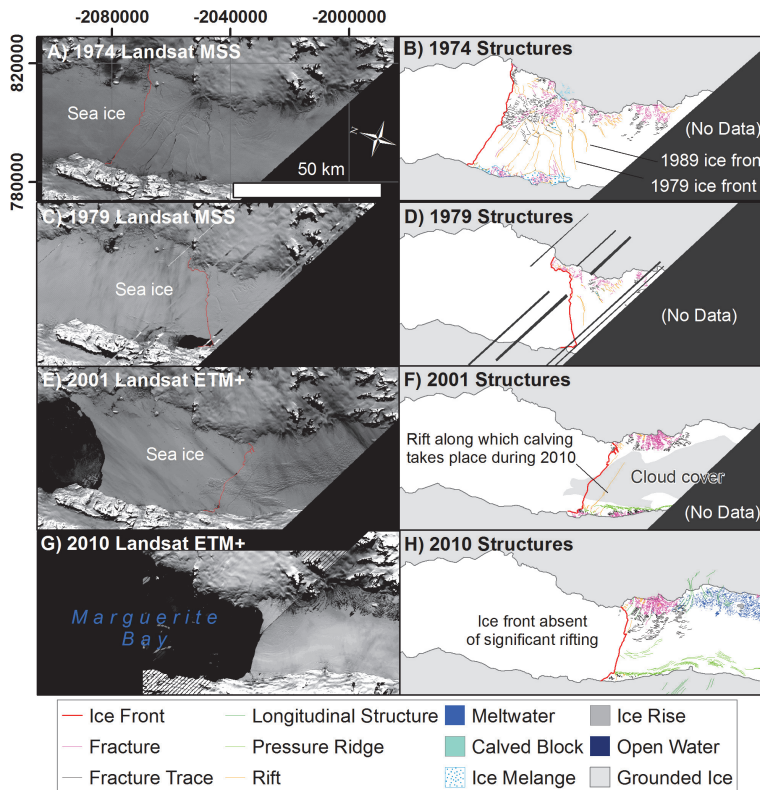 -2080000 -2040000 -2000000
820000
780000
A) 1974 Landsat MSS
Sea ice
N
50 km
B) 1974 Structures
(No Data)
1989 ice front
1979 ice front
C) 1979 Landsat MSS
Sea ice
D) 1979 Structures
(No Data)
E) 2001 Landsat ETM+
Sea ice
F) 2001 Structures
Rift along which calving
takes place during 2010
Cloud cover
(No Data)
G) 2010 Landsat ETM+
Marguerite
Bay
H) 2010 Structures
Ice front absent
of significant rifting
Ice Front
Longitudinal Structure
Meltwater
Ice Rise
Fracture
Pressure Ridge
Calved Block
Open Water
Fracture Trace
Rift
Ice Melange
Grounded Ice